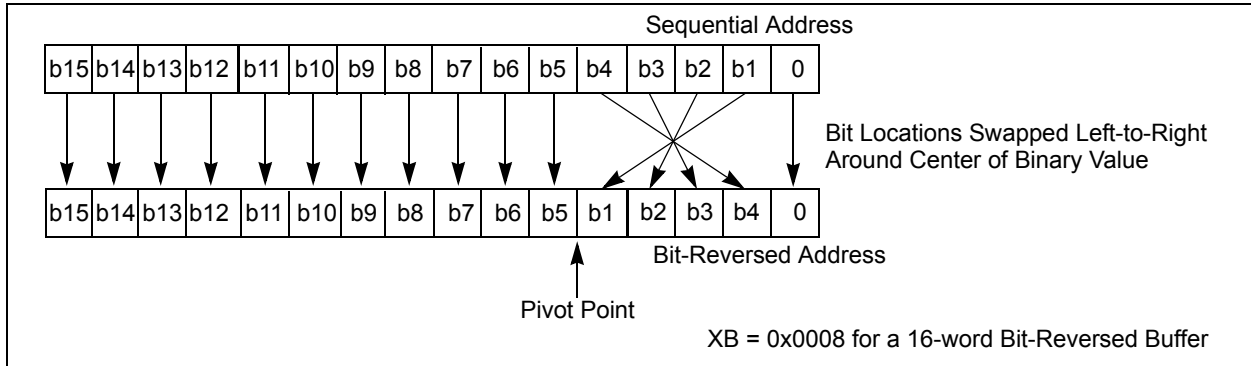 Sequential Address
b15 b14 b13 b12 b11 b10 b9 b8 b7 b6 b5 b4 b3 b2 b1 0
Bit Locations Swapped Left-to-Right
Around Center of Binary Value
b15 b14 b13 b12 b11 b10 b9 b8 b7 b6 b5 b1 b2 b3 b4 0
Bit-Reversed Address
Pivot Point
XB = 0x0008 for a 16-word Bit-Reversed Buffer